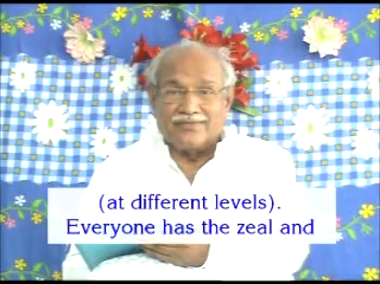 (at different levels).
Everyone has the zeal and